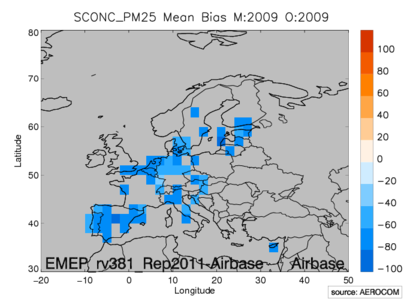 SCONC_PM25 Mean Bias M:2009 O:2009
80
70
60
50
40
30
Latitude
-20 -10 0 10 20 30 40 50
Longitude
100
80
60
40
20
0
-20
-40
-60
-80
-100
EMEP_rv381_Rep2011-Airbase Airbase
source: AEROCOM